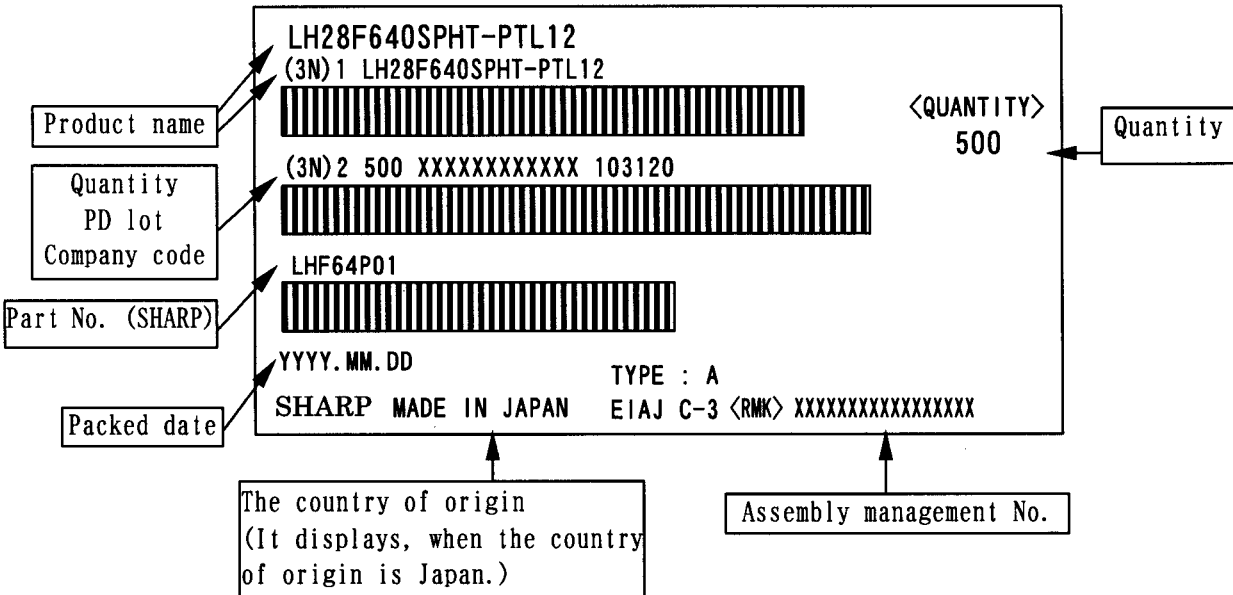 LH28F640SPHT-PTL12
(3N)1 LH28F640SPHT-PTL12
Product name
<QUANTITY>
500
Quantity
(3N)2 500 XXXXXXXXXXXX 103120
Quantity
PD lot
Company code
LHF64P01
Part No. (SHARP)
YYYY.MM.DD
TYPE : A
SHARP MADE IN JAPAN EIAJ C-3 <RMK> XXXXXXXXXXXXXXXXX
Packed date
The country of origin
(It displays, when the country
of origin is Japan.)
Assembly management No.